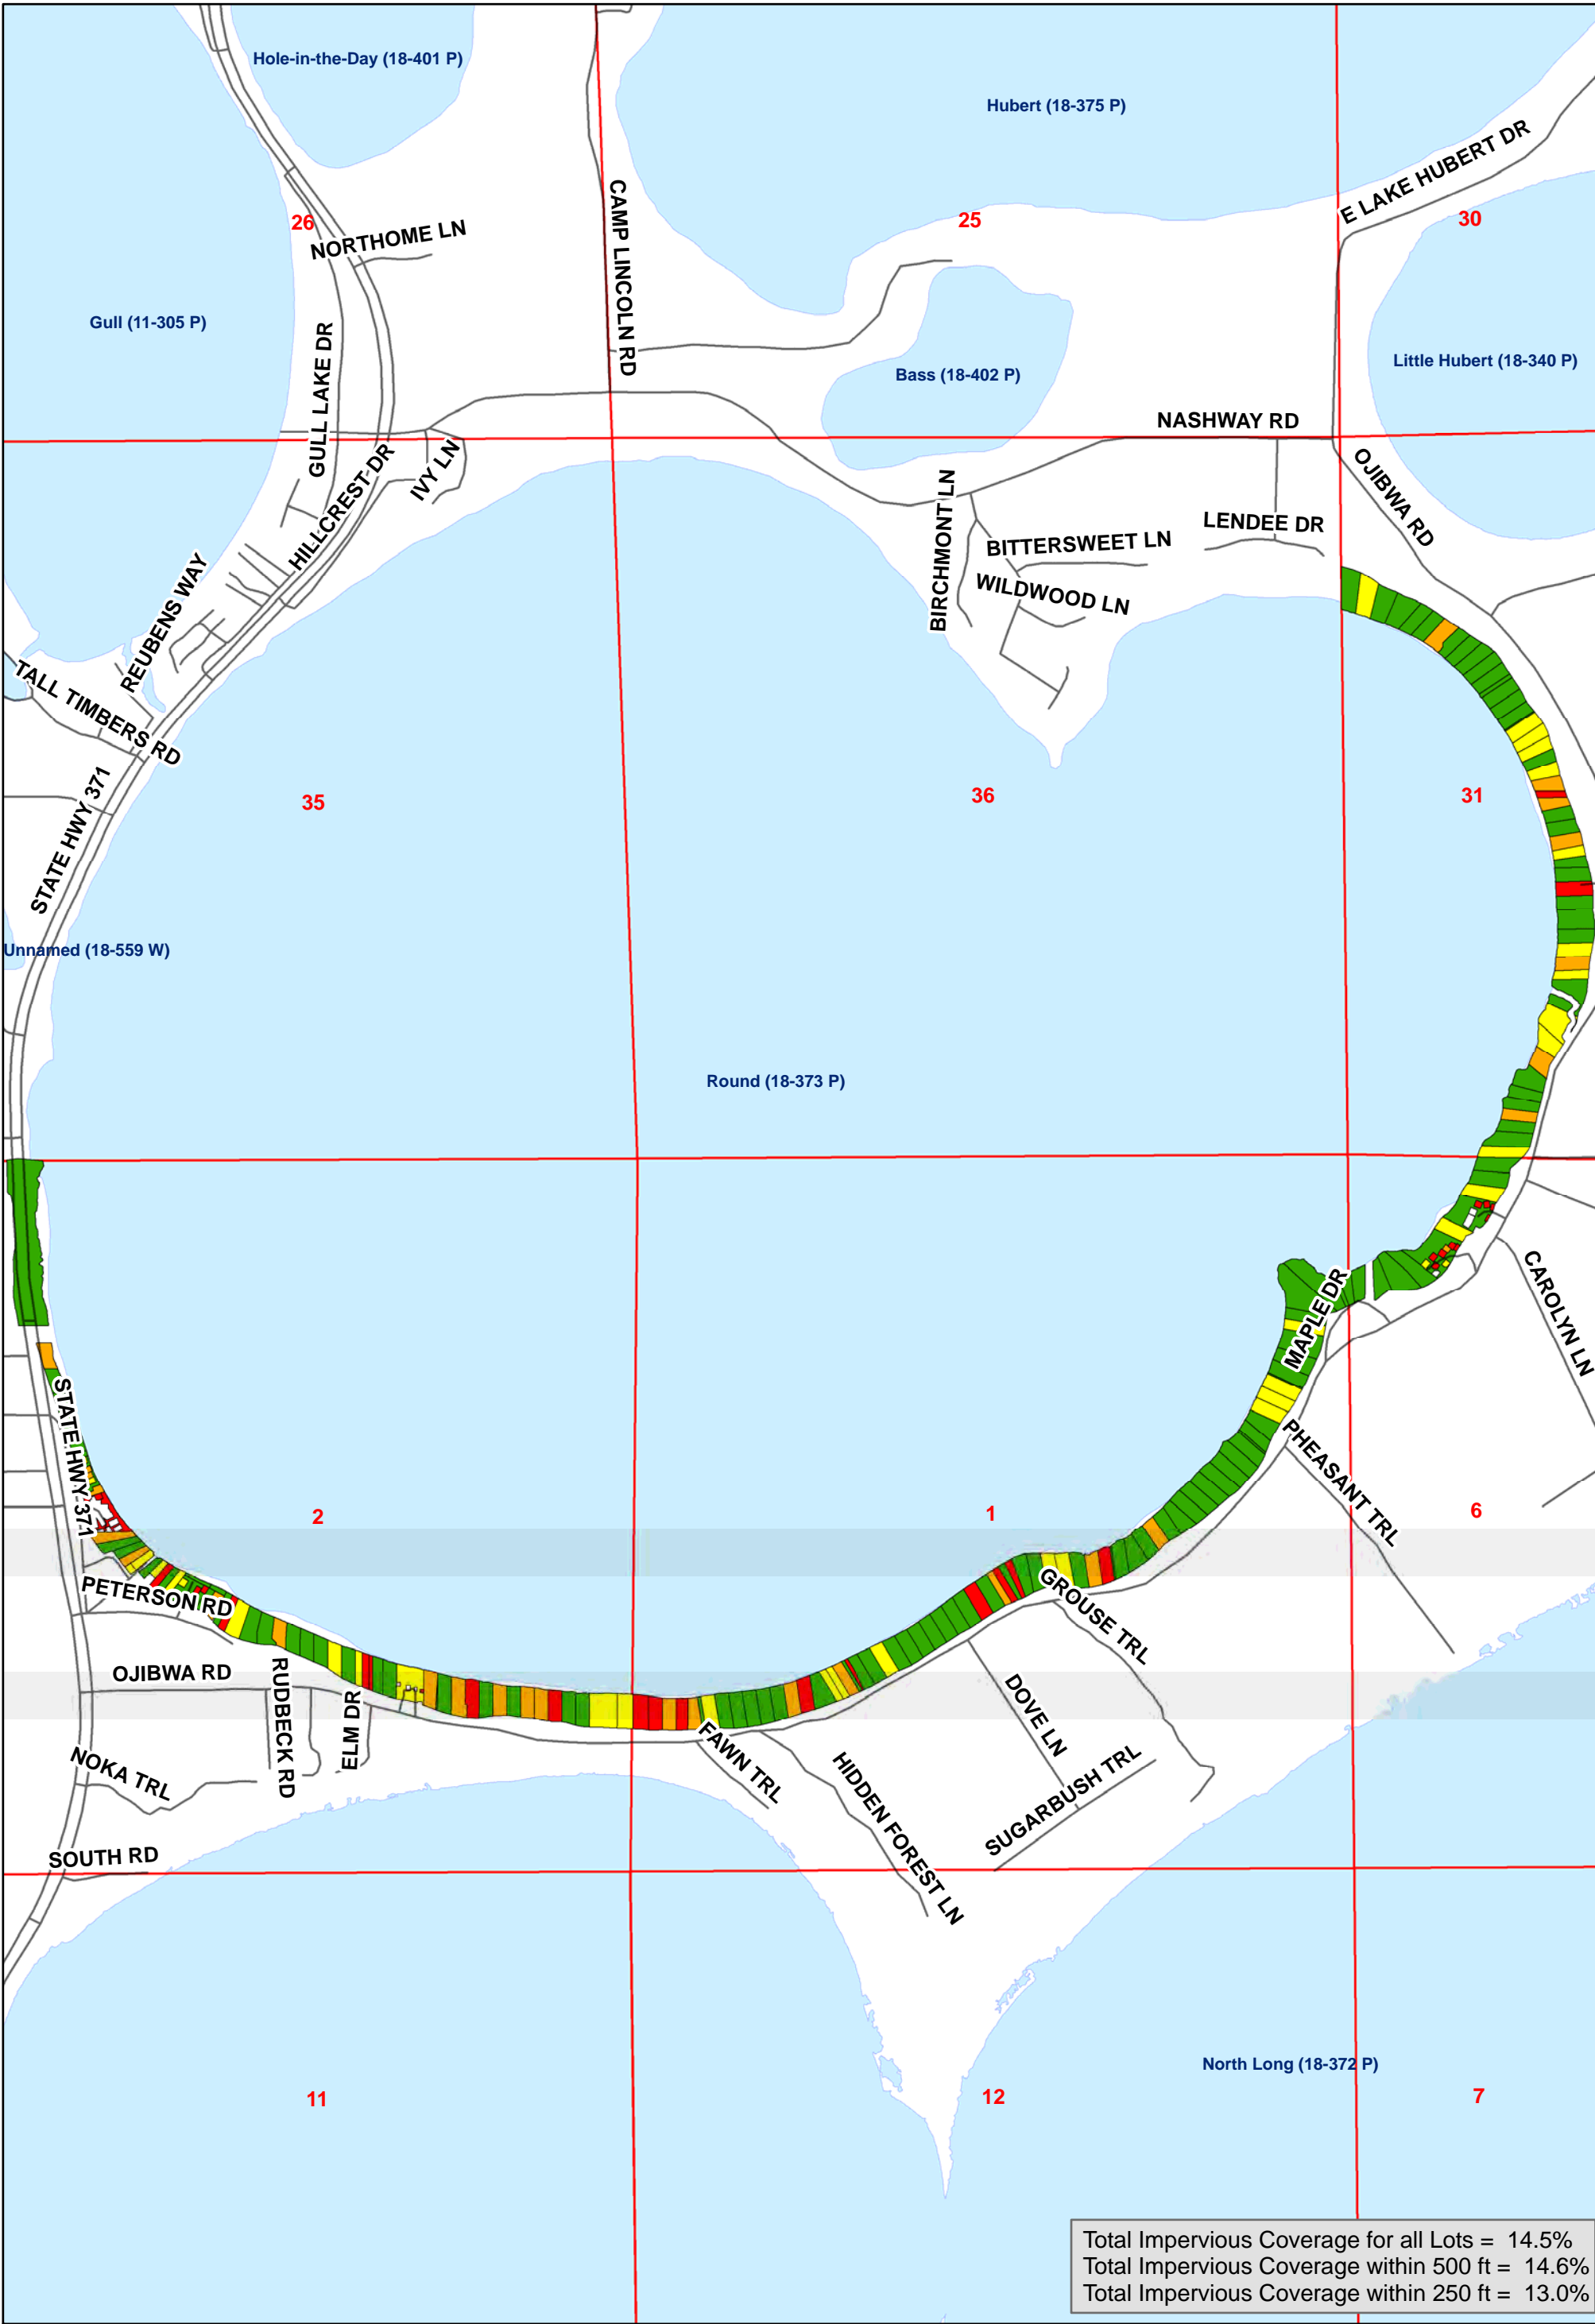 Hole-in-the-Day (18-401 P)
Hubert (18-375 P)
E LAKE HUBERT DR
26
25
30
NORTHOME LN
CAMP LINCOLN RD
Gull (11-305 P)
GULL LAKE DR
Bass (18-402 P)
Little Hubert (18-340 P)
NASHWAY RD
HILLCREST DR
IVY LN
OJIBWA RD
BIRCHMONT LN
LENDEE DR
BITTERSWEET LN
WILDWOOD LN
REUBENS WAY
TALL TIMBERS RD
STATE HWY 371
35
36
31
Unnamed (18-559 W)
Round (18-373 P)
MAPLE DR
CAROLYN LN
STATE HWY 371
PHEASANT TRL
2
1
6
PETERSON RD
GROUSE TRL
OJIBWA RD
RUDBECK RD
ELM DR
DOVE LN
NOKA TRL
FAWN TRL
HIDDEN FOREST LN
SUGARBUSH TRL
SOUTH RD
North Long (18-372 P)
11
12
7
Total Impervious Coverage for all Lots = 14.5%
Total Impervious Coverage within 500 ft = 14.6%
Total Impervious Coverage within 250 ft = 13.0%